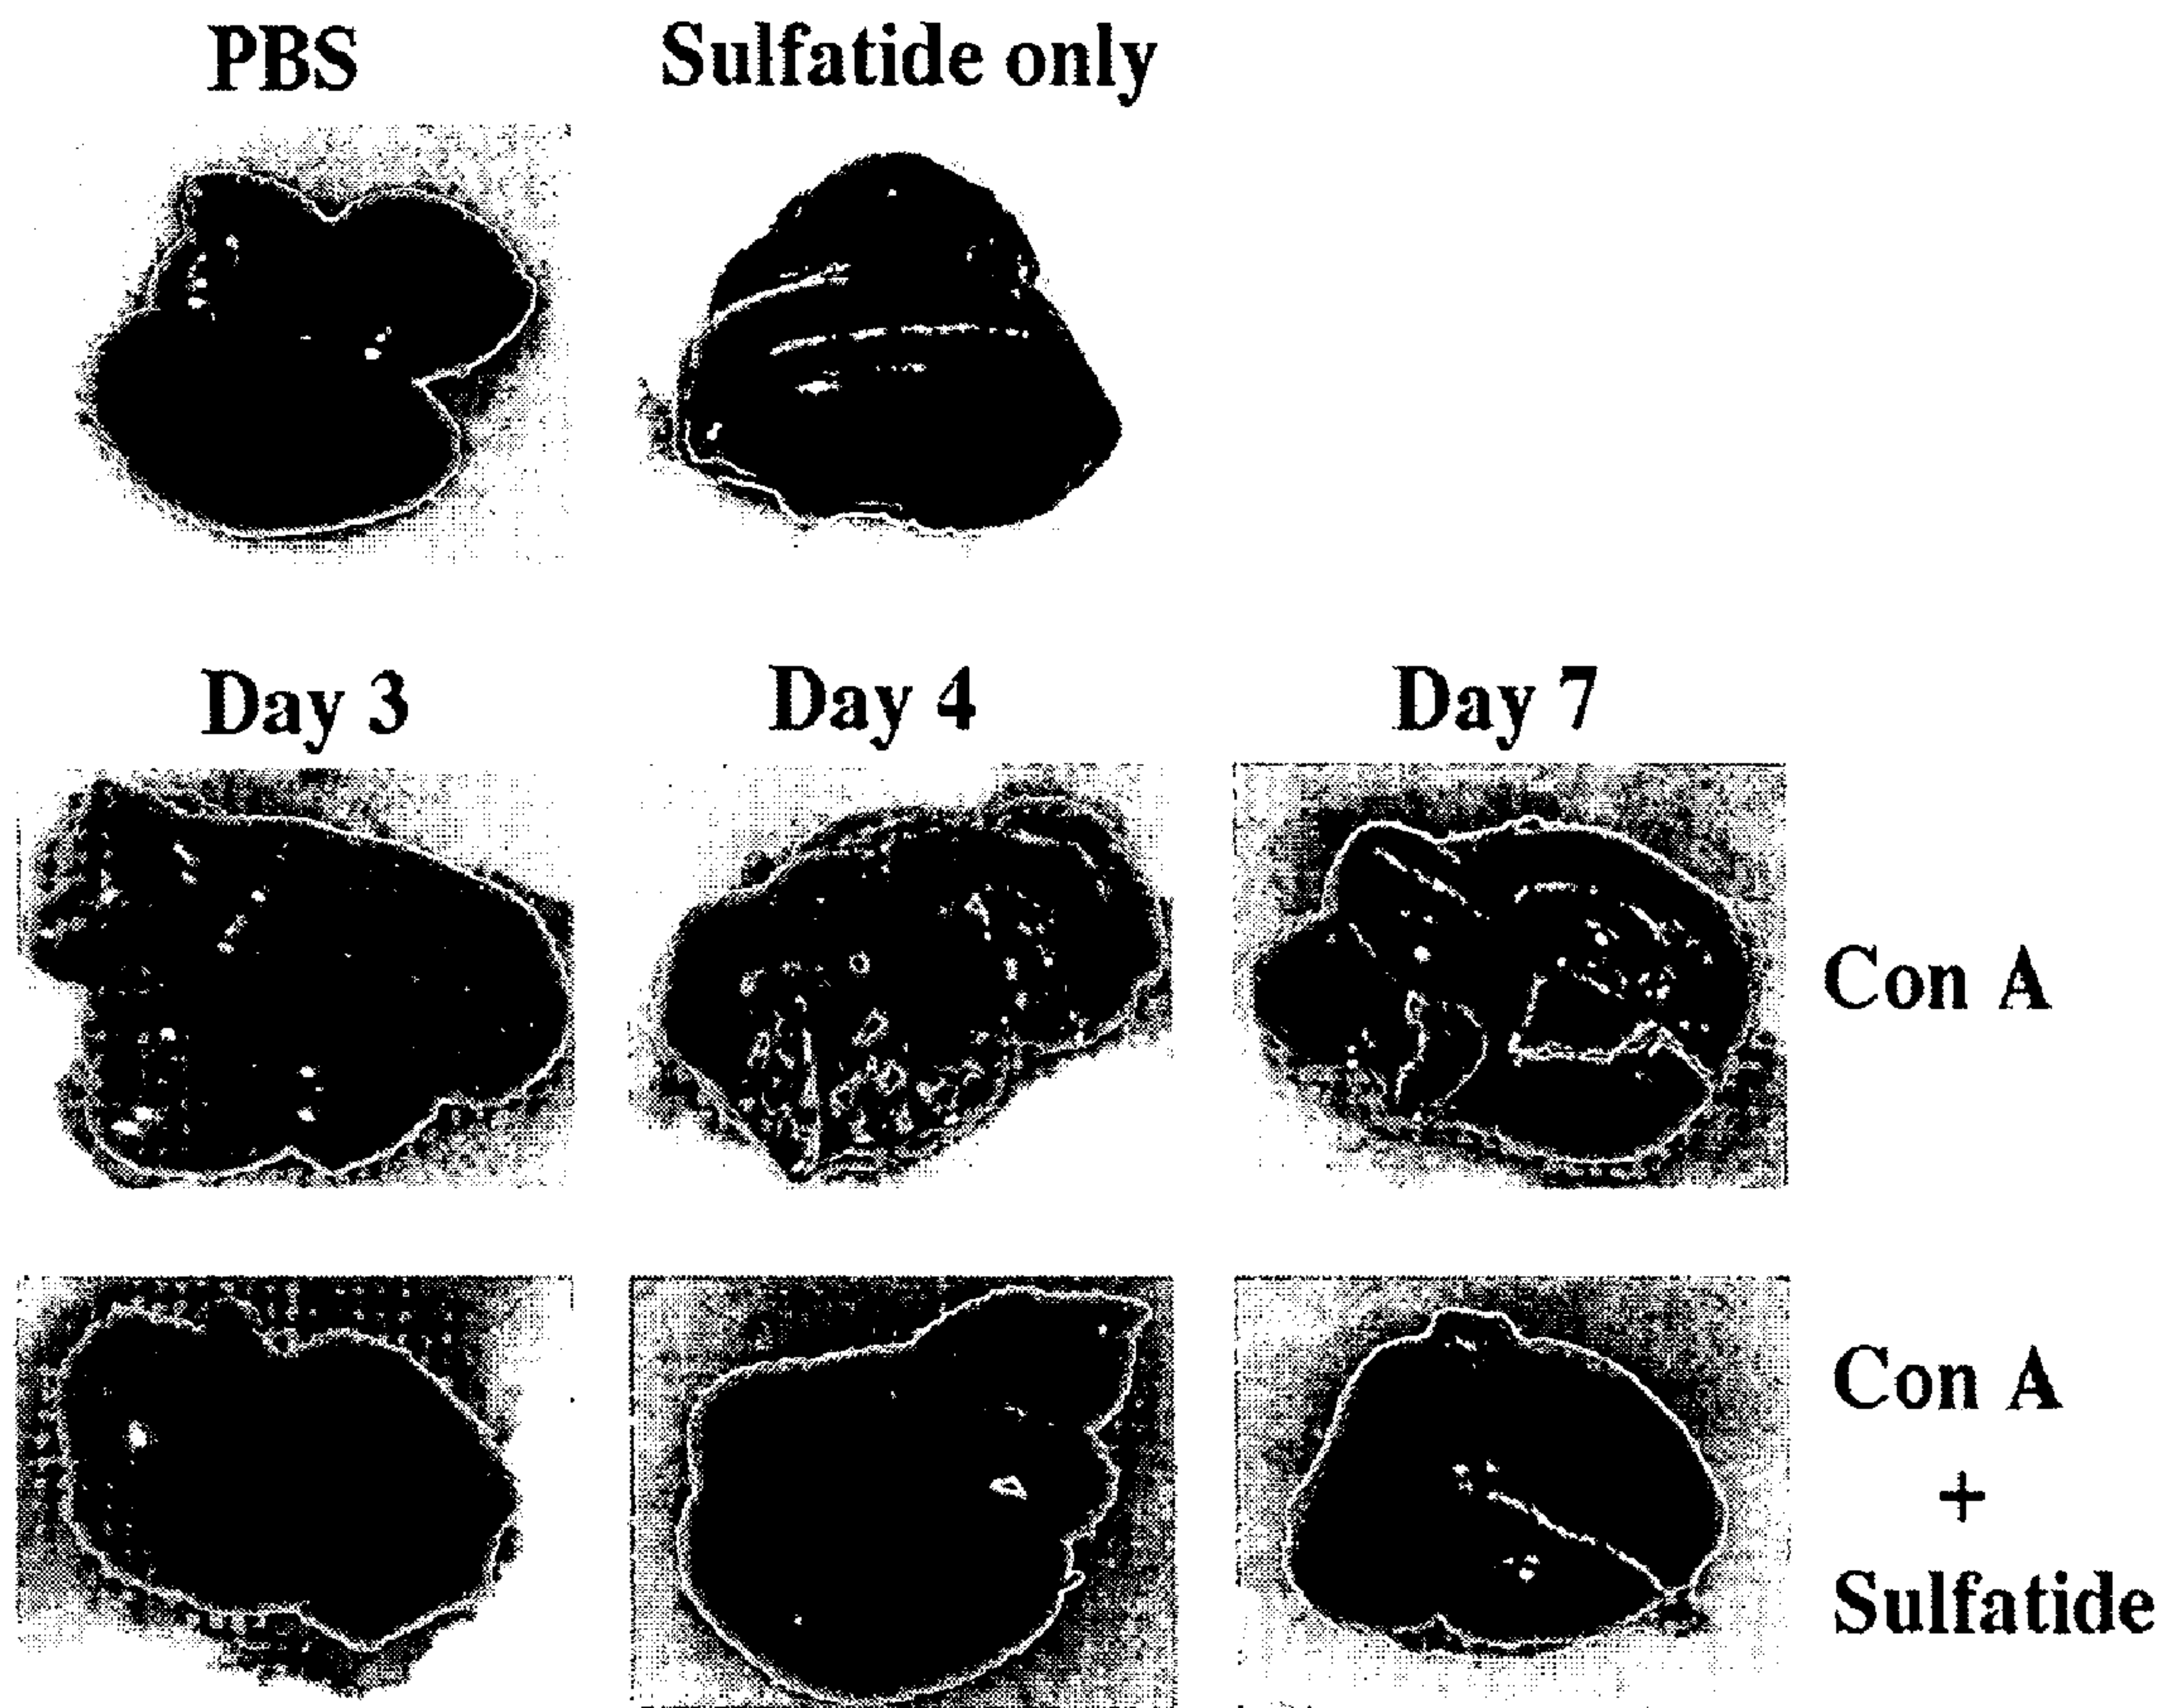 PBS
Sulfatide only
Day 3
Day 4
Day 7
Con A
Con A
+
Sulfatide